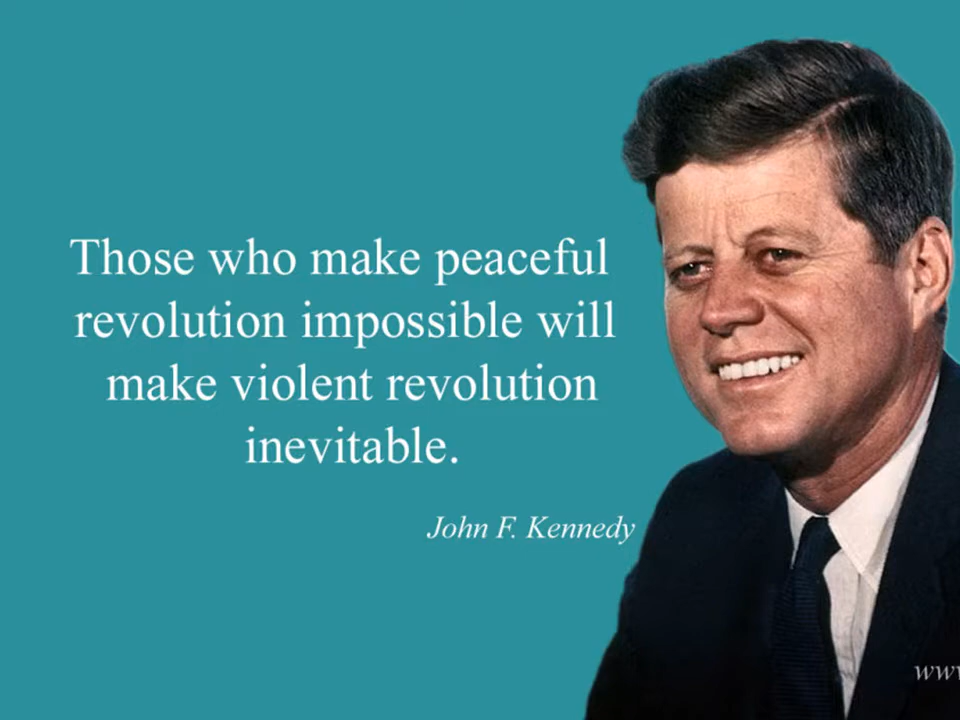 Those who make peaceful
revolution impossible will
make violent revolution
inevitable.
John F. Kennedy